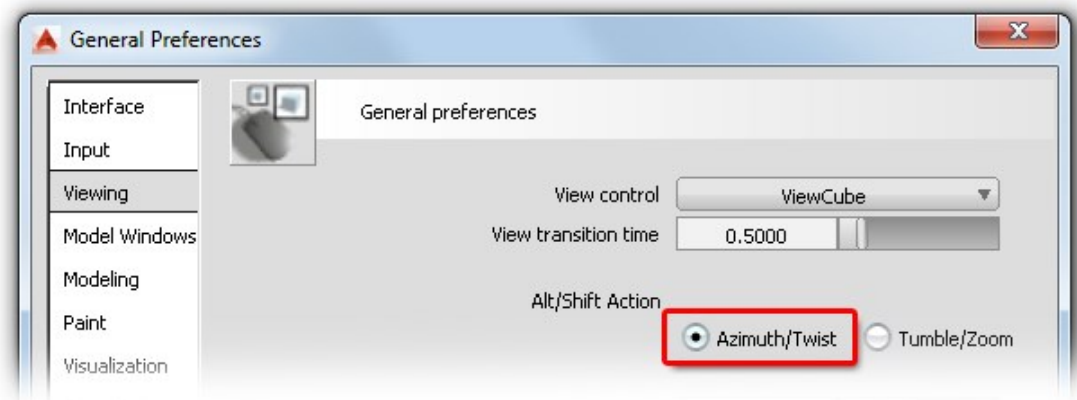 General Preferences
X
Interface
Input
Viewing
Model Windows
Modeling
Paint
Visualization
General preferences
View control ViewCube
View transition time 0.5000
Alt/Shift Action
Azimuth/Twist Tumble/Zoom